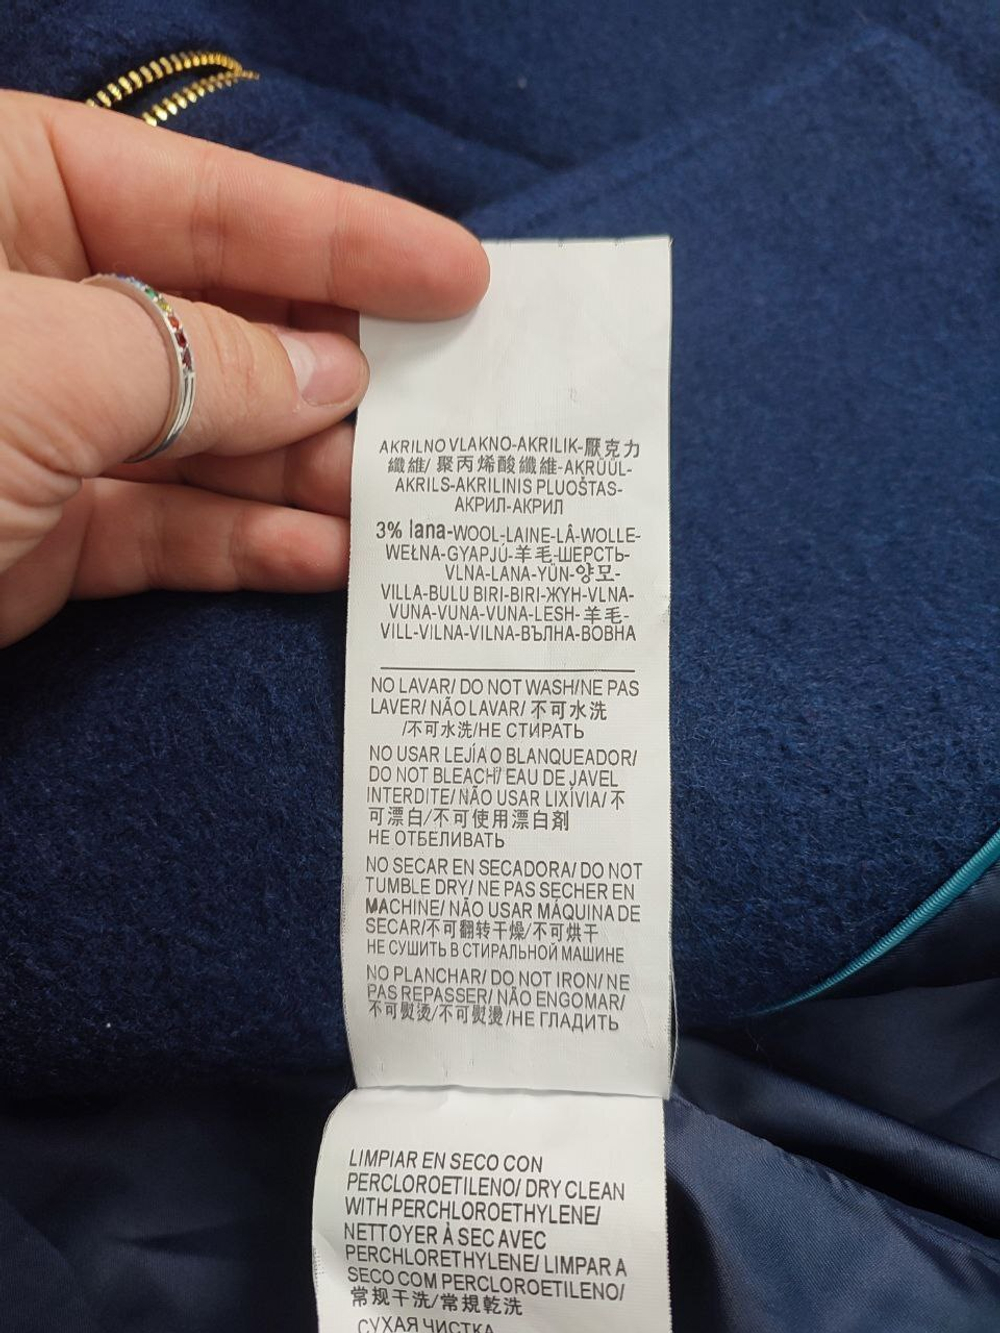 AKRILNO VLAKNO-AKRILIK-壓克力
纖維/ 聚丙烯酸纖維-AKRÜÜL-
AKRILS-AKRILINIS PLUOŠTAS-
АКРИЛ-АКРИЛ
3% lana-WOOL-LAINE-LÂ-WOLLE-
WEŁNA-GYAPJÚ-羊毛-ШЕРСТЬ-
VLNA-LANA-YÜN-양모-
VILLA-BULU BIRI-BIRI-ЖҮН-VLNA-
VUNA-VUNA-VUNA-LESH-羊毛-
VILL-VILNA-VILNA-ВЪЛНА-ВОВНА
NO LAVAR/ DO NOT WASH/NE PAS
LAVER/ NÃO LAVAR/ 不可水洗
/不可水洗/НЕ СТИРАТЬ
NO USAR LEJÍA O BLANQUEADOR/
DO NOT BLEACH/ EAU DE JAVEL
INTERDITE/ NÃO USAR LIXÍVIA/ 不
可漂白/不可使用漂白劑
НЕ ОТБЕЛИВАТЬ
NO SECAR EN SECADORA/ DO NOT
TUMBLE DRY/ NE PAS SECHER EN
MACHINE/ NÃO USAR MÁQUINA DE
SECAR/不可翻转干燥/不可烘干
НЕ СУШИТЬ В СТИРАЛЬНОЙ МАШИНЕ
NO PLANCHAR/ DO NOT IRON/ NE
PAS REPASSER/ NÃO ENGOMAR/
不可熨烫/不可熨燙/НЕ ГЛАДИТЬ
LIMPIAR EN SECO CON
PERCLOROETILENO/ DRY CLEAN
WITH PERCHLOROETHYLENE/
NETTOYER À SEC AVEC
PERCHLORETHYLENE/ LIMPAR A
SECO COM PERCLOROETILENO/
常规干洗/常規乾洗
СУХАЯ ЧИСТКА